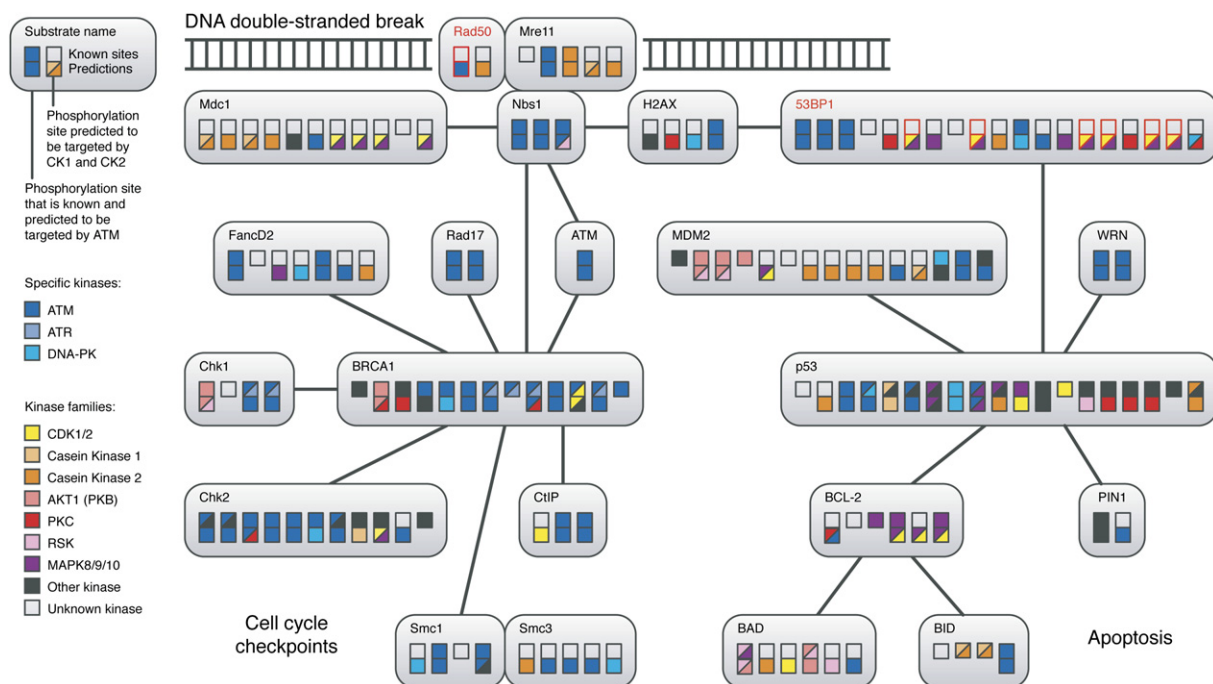 DNA double-stranded break
Substrate name
Known sites
Predictions
Phosphorylation
site predicted to
be targeted by
CK1 and CK2
Phosphorylation site
that is known and
predicted to be
targeted by ATM
Specific kinases:
ATM
ATR
DNA-PK
Kinase families:
CDK1/2
Casein Kinase 1
Casein Kinase 2
AKT1 (PKB)
PKC
RSK
MAPK8/9/10
Other kinase
Unknown kinase
Rad50
Mre11
Mdc1
Nbs1
H2AX
53BP1
FancD2
Rad17
ATM
MDM2
WRN
Chk1
BRCA1
p53
Chk2
CtIP
BCL-2
PIN1
Cell cycle
checkpoints
Smc1
Smc3
BAD
BID
Apoptosis